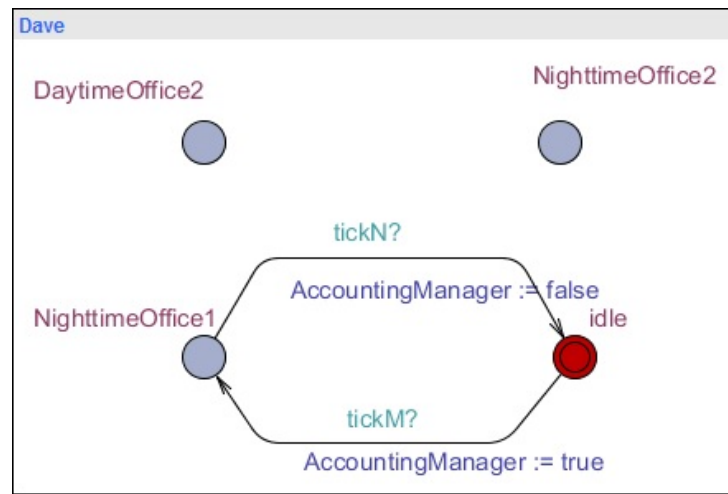 Dave
DaytimeOffice2
NighttimeOffice2
tickN?
AccountingManager := false
NighttimeOffice1
idle
tickM?
AccountingManager := true